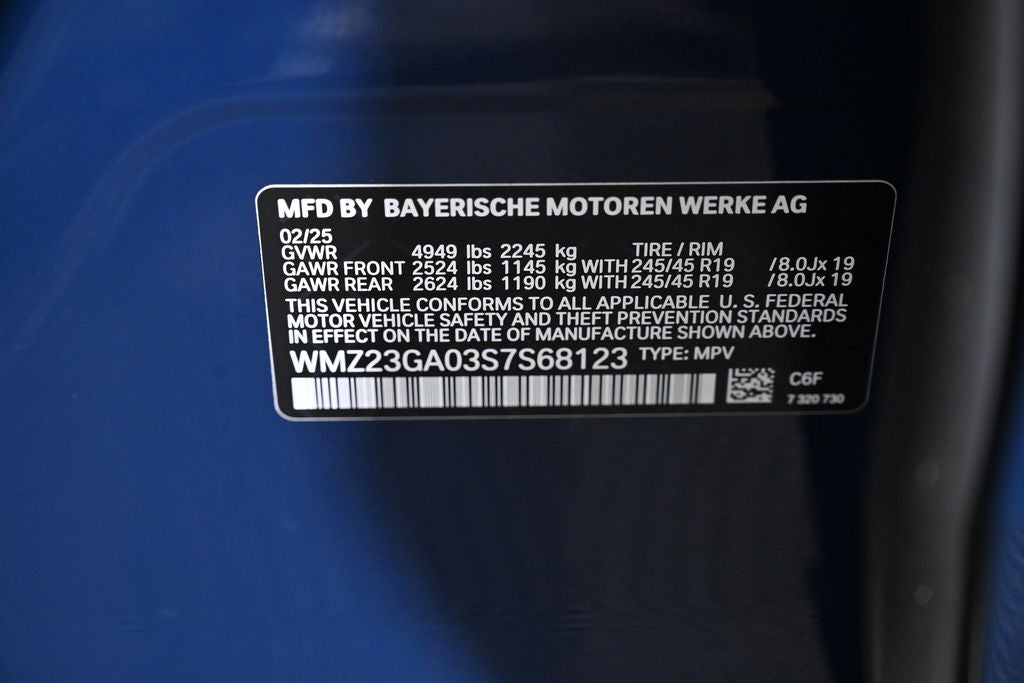 MFD BY BAYERISCHE MOTOREN WERKE AG
02/25
GVWR 4949 lbs 2245 kg TIRE / RIM
GAWR FRONT 2524 lbs 1145 kg WITH 245/45 R19 /8.0Jx 19
GAWR REAR 2624 lbs 1190 kg WITH 245/45 R19 /8.0Jx 19
THIS VEHICLE CONFORMS TO ALL APPLICABLE U. S. FEDERAL
MOTOR VEHICLE SAFETY AND THEFT PREVENTION STANDARDS
IN EFFECT ON THE DATE OF MANUFACTURE SHOWN ABOVE.
WMZ23GA03S7S68123 TYPE: MPV
C6F
7 320 730